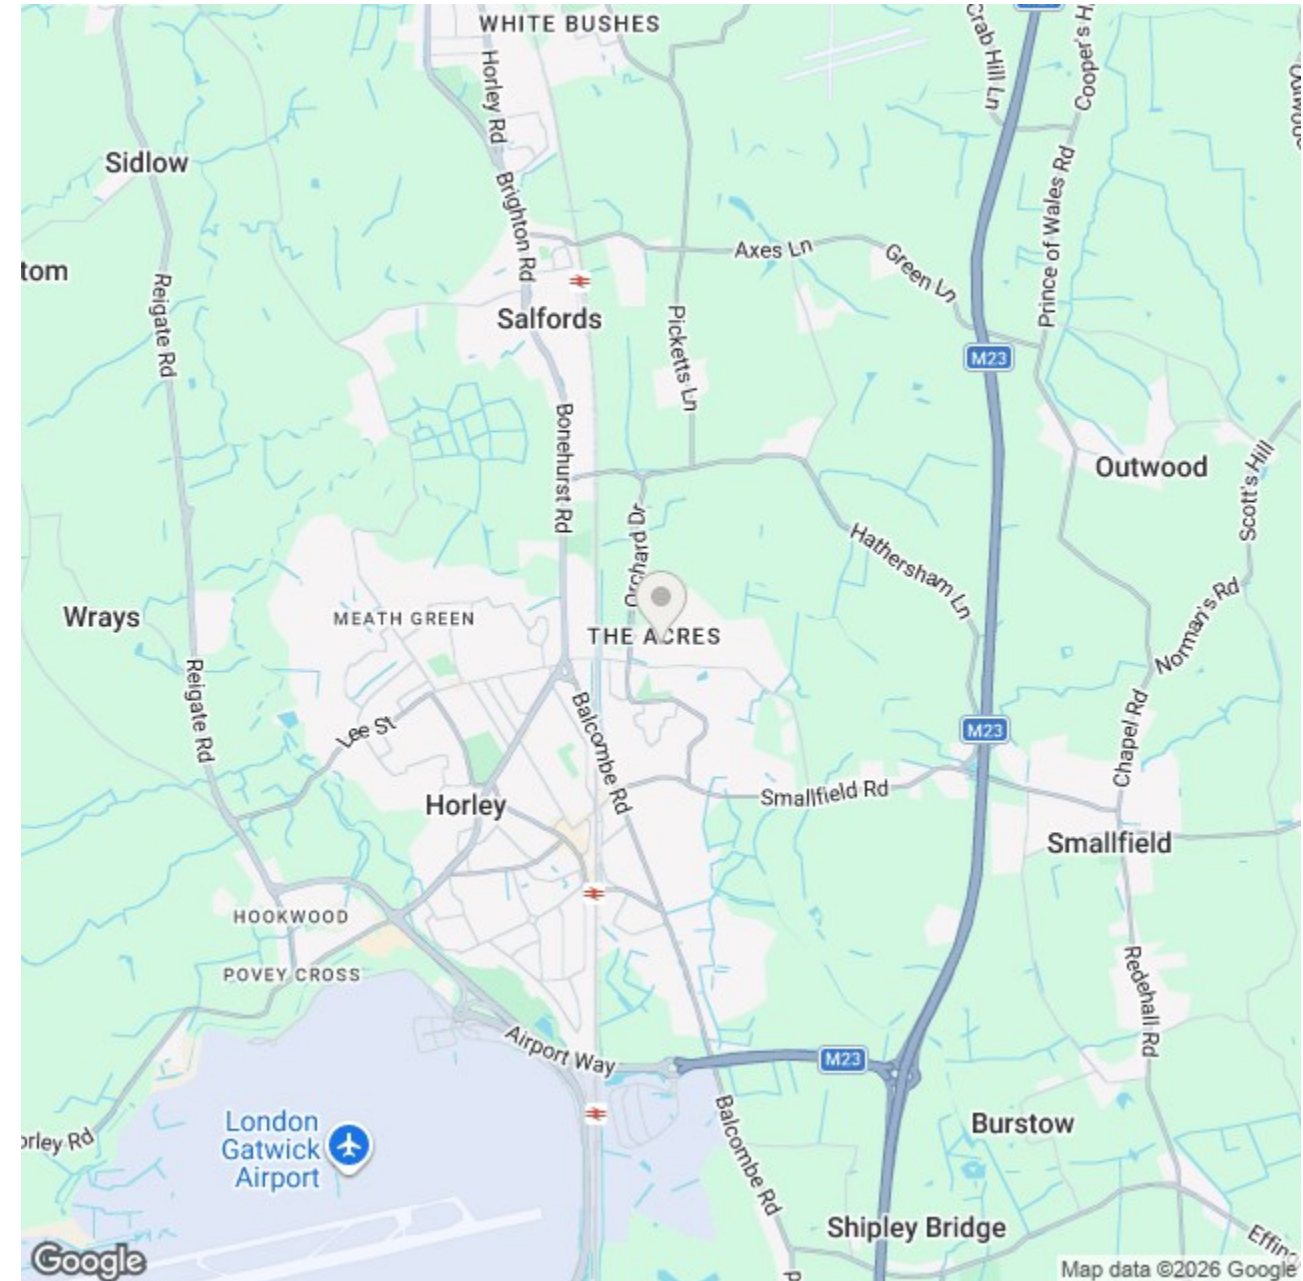 WHITE BUSHES
Horley Rd
Crab Hill Ln
Cooper's H
Sidlow
Brighton Rd
Prince of Wales Rd
tom
Axes Ln
Green Ln
Reigate Rd
Salfords
Picketts Ln
M23
Bonehurst Rd
Outwood
Scott's Hill
Orchard Dr
Hathersham Ln
Wrays
MEATH GREEN
THE ACRES
Norman's Rd
Reigate Rd
Lee St
Balcombe Rd
M23
Chapel Rd
Horley
Smallfield Rd
Smallfield
HOOKWOOD
POVEY CROSS
Redehall Rd
Airport Way
M23
London
Gatwick
Airport
orley Rd
Balcombe Rd
Burstow
Shipley Bridge
Effing
Google
Map data ©2026 Google